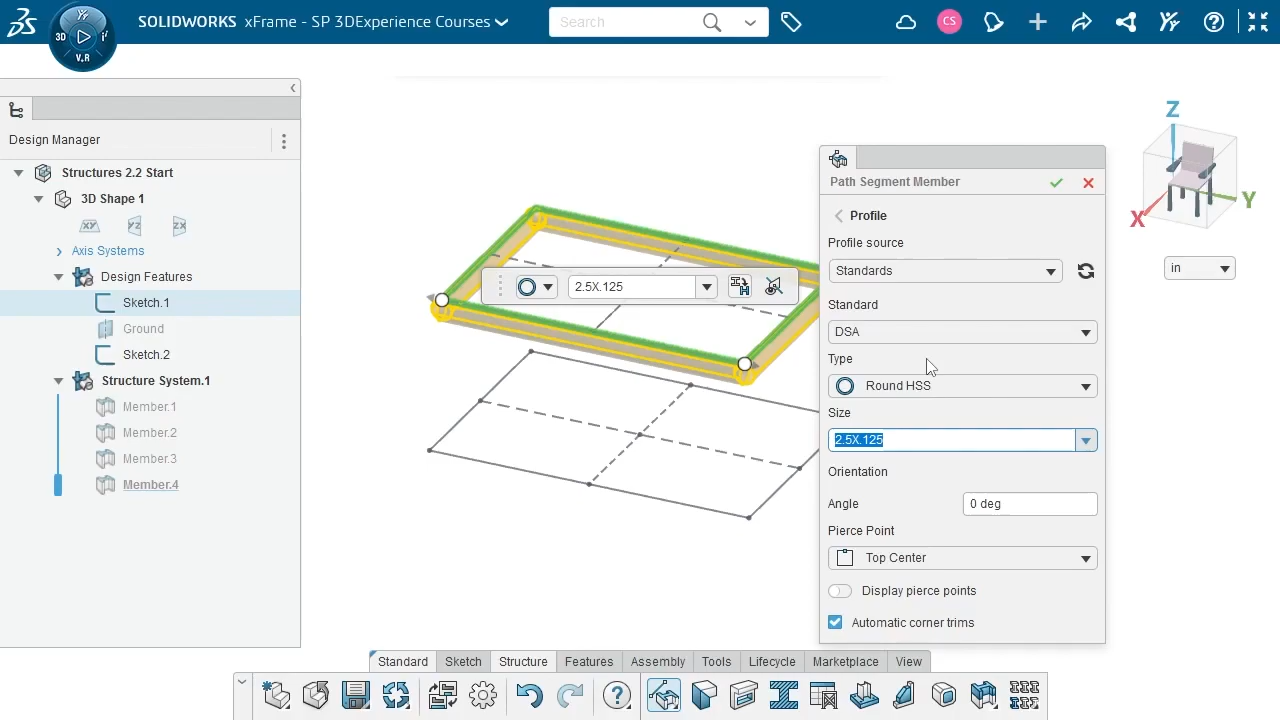 SOLIDWORKS xFrame - SP 3DExperience Courses
Search
CS
3D
V.R
Design Manager
Structures 2.2 Start
3D Shape 1
XY
YZ
ZX
Axis Systems
Design Features
Sketch.1
Ground
Sketch.2
Structure System.1
Member.1
Member.2
Member.3
Member.4
2.5X.125
Path Segment Member
Profile
Profile source
Standards
Standard
DSA
Type
Round HSS
Size
2.5X.125
Orientation
Angle
0 deg
Pierce Point
Top Center
Display pierce points
Automatic corner trims
Z
Y
X
in
Standard
Sketch
Structure
Features
Assembly
Tools
Lifecycle
Marketplace
View